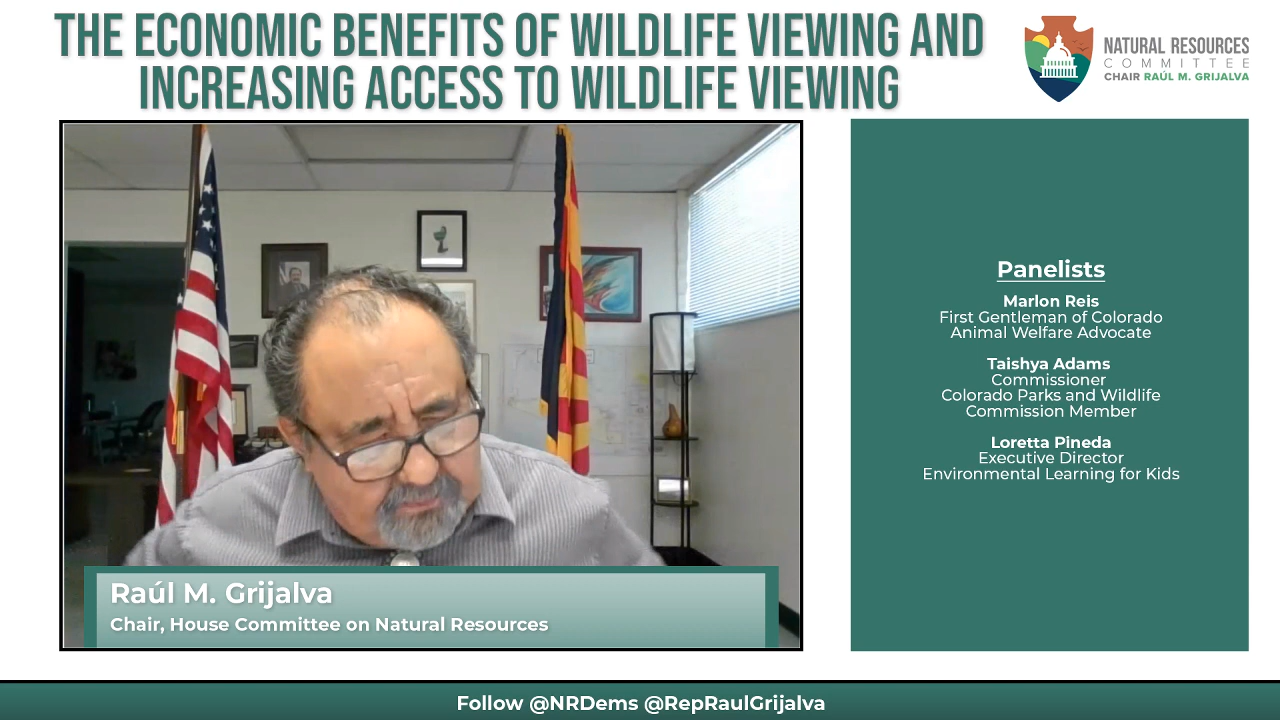 THE ECONOMIC BENEFITS OF WILDLIFE VIEWING AND
INCREASING ACCESS TO WILDLIFE VIEWING
NATURAL RESOURCES
COMMITTEE
CHAIR RAÚL M. GRIJALVA
Raúl M. Grijalva
Chair, House Committee on Natural Resources
Panelists
Marlon Reis
First Gentleman of Colorado
Animal Welfare Advocate
Taishya Adams
Commissioner
Colorado Parks and Wildlife
Commission Member
Loretta Pineda
Executive Director
Environmental Learning for Kids
Follow @NRDems @RepRaulGrijalva